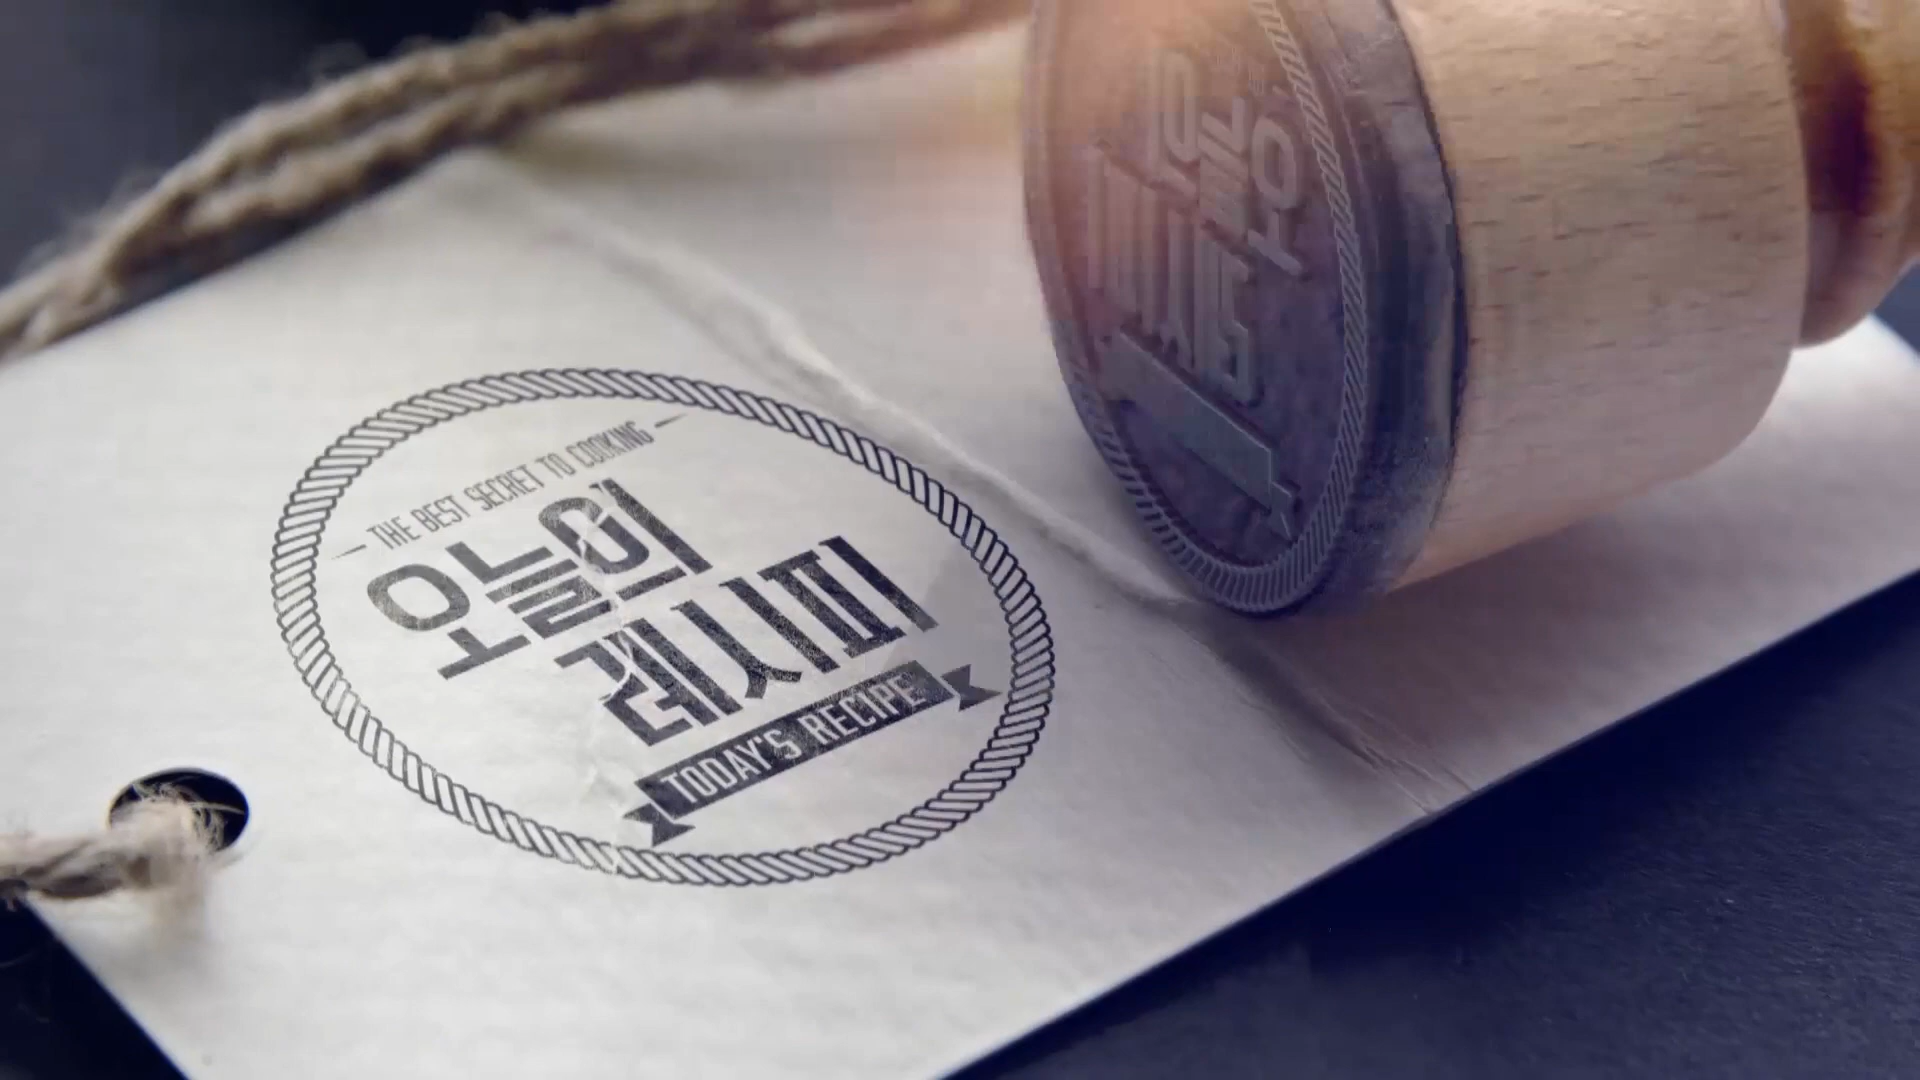 THE BEST SECRET TO COOKING
오늘의
레시피
TODAY'S RECIPE